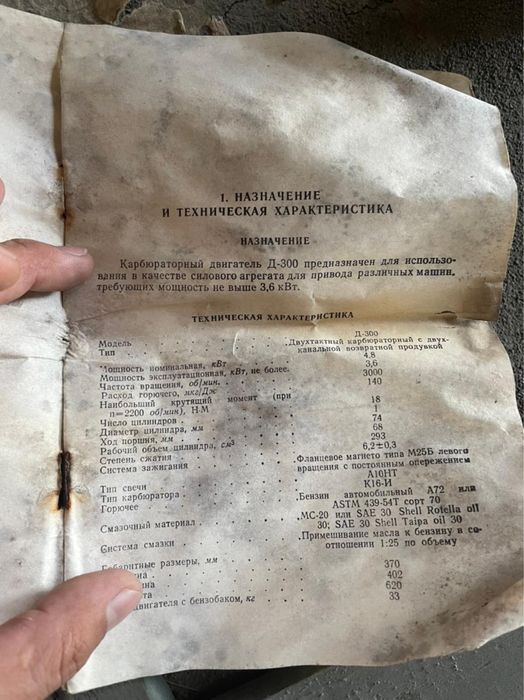 1. НАЗНАЧЕНИЕ
И ТЕХНИЧЕСКАЯ ХАРАКТЕРИСТИКА
НАЗНАЧЕНИЕ
Карбюраторный двигатель Д-300 предназначен для использо-
вания в качестве силового агрегата для привода различных машин,
требующих мощность не выше 3,6 кВт.
ТЕХНИЧЕСКАЯ ХАРАКТЕРИСТИКА
Модель Д-300
Тип Двухтактный карбюраторный с двух-
канальной возвратной продувкой
Мощность номинальная, кВт 4.8
Мощность эксплуатационная, кВт, не более. 3,6
Частота вращения, об/мин. 3000
Расход горючего, мкг/Дж 140
Наибольший крутящий момент (при
n=2200 об/мин), Н·М 18
Число цилиндров 1
Диаметр цилиндра, мм 74
Ход поршня, мм 68
Рабочий объем цилиндра, см³ 293
Степень сжатия 6,2±0,3
Система зажигания Фланцевое магнето типа М25Б левого
вращения с постоянным опережением
Тип свечи А10НТ
Тип карбюратора К16-И
Горючее Бензин автомобильный А72 или
ASTM 439-54Т сорт 70
Смазочный материал МС-20 или SAE 30 Shell Rotella oil
30; SAE 30 Shell Taipa oil 30
Система смазки Примешивание масла к бензину в со-
отношении 1:25 по объему
Габаритные размеры, мм
370
402
620
двигателя с бензобаком, кг 33